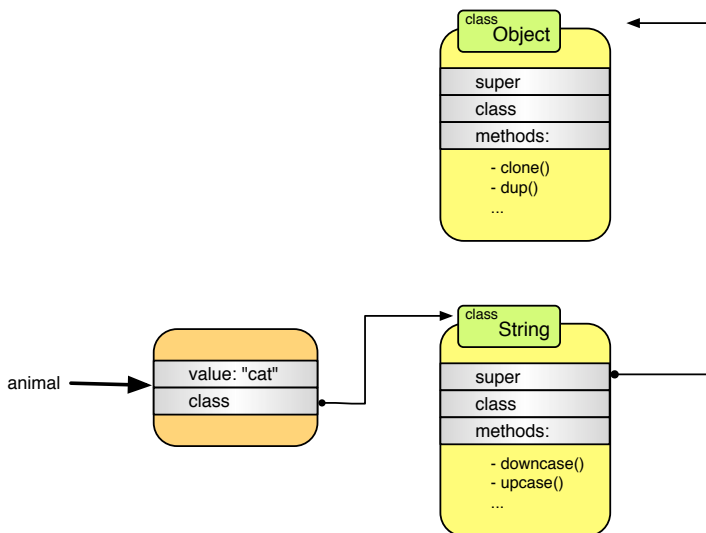 class
Object
super
class
methods:
- clone()
- dup()
...
animal
value: "cat"
class
class
String
super
class
methods:
- downcase()
- upcase()
...